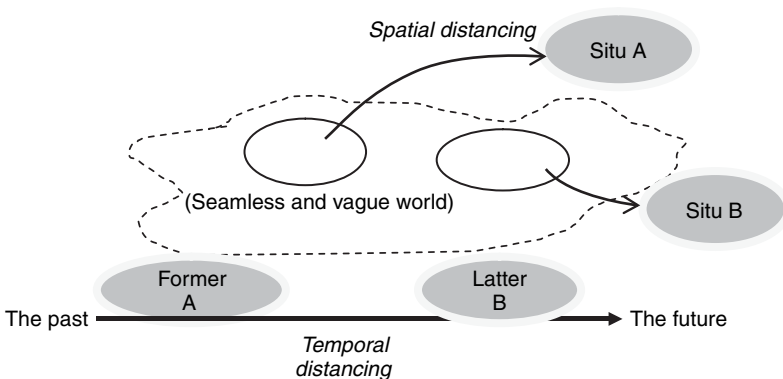 Spatial distancing
Situ A
(Seamless and vague world)
Situ B
Former
A
Latter
B
The past
The future
Temporal
distancing